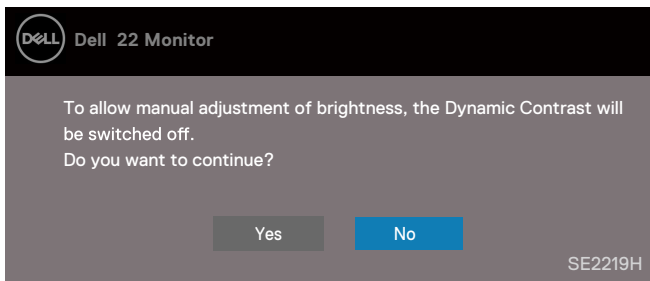 DELL
Dell 22 Monitor
To allow manual adjustment of brightness, the Dynamic Contrast will
be switched off.
Do you want to continue?
Yes
No
SE2219H